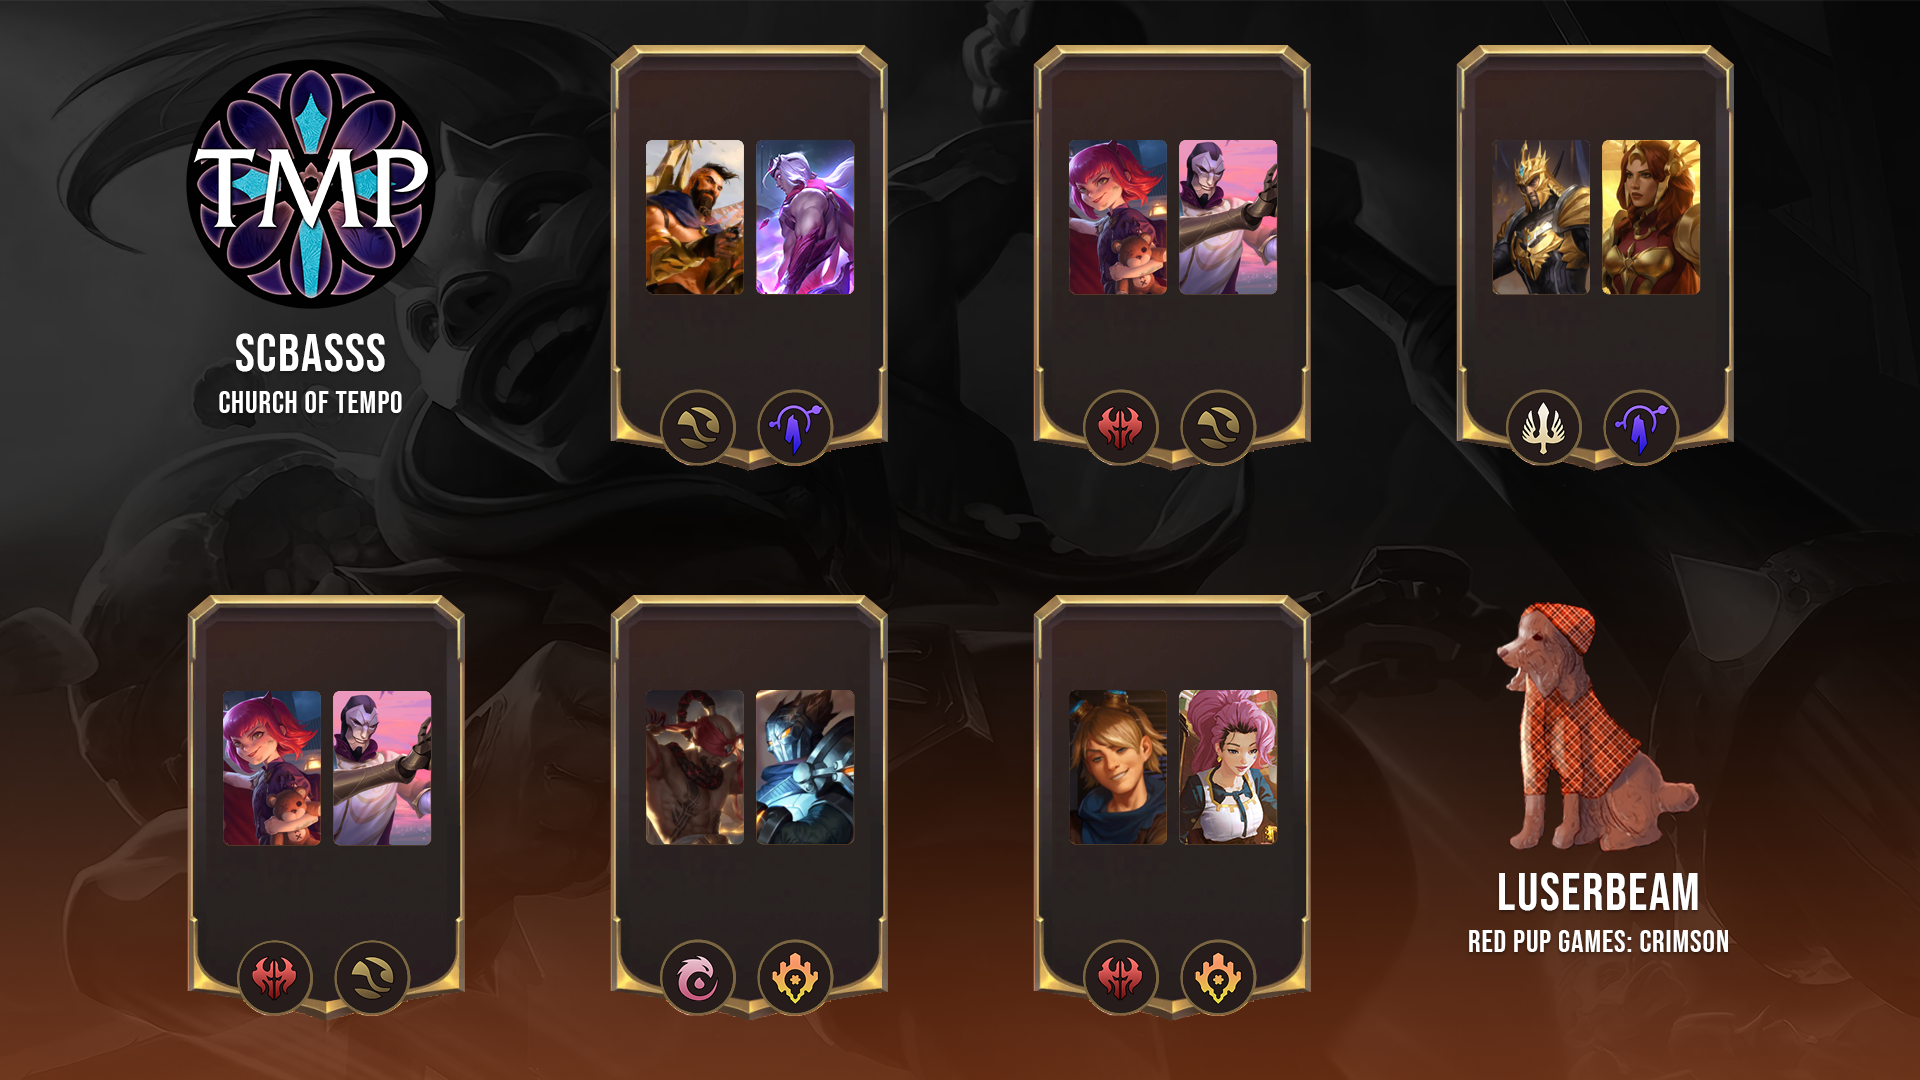 TMP
SCBASSS
CHURCH OF TEMPO
LUSERBEAM
RED PUP GAMES: CRIMSON